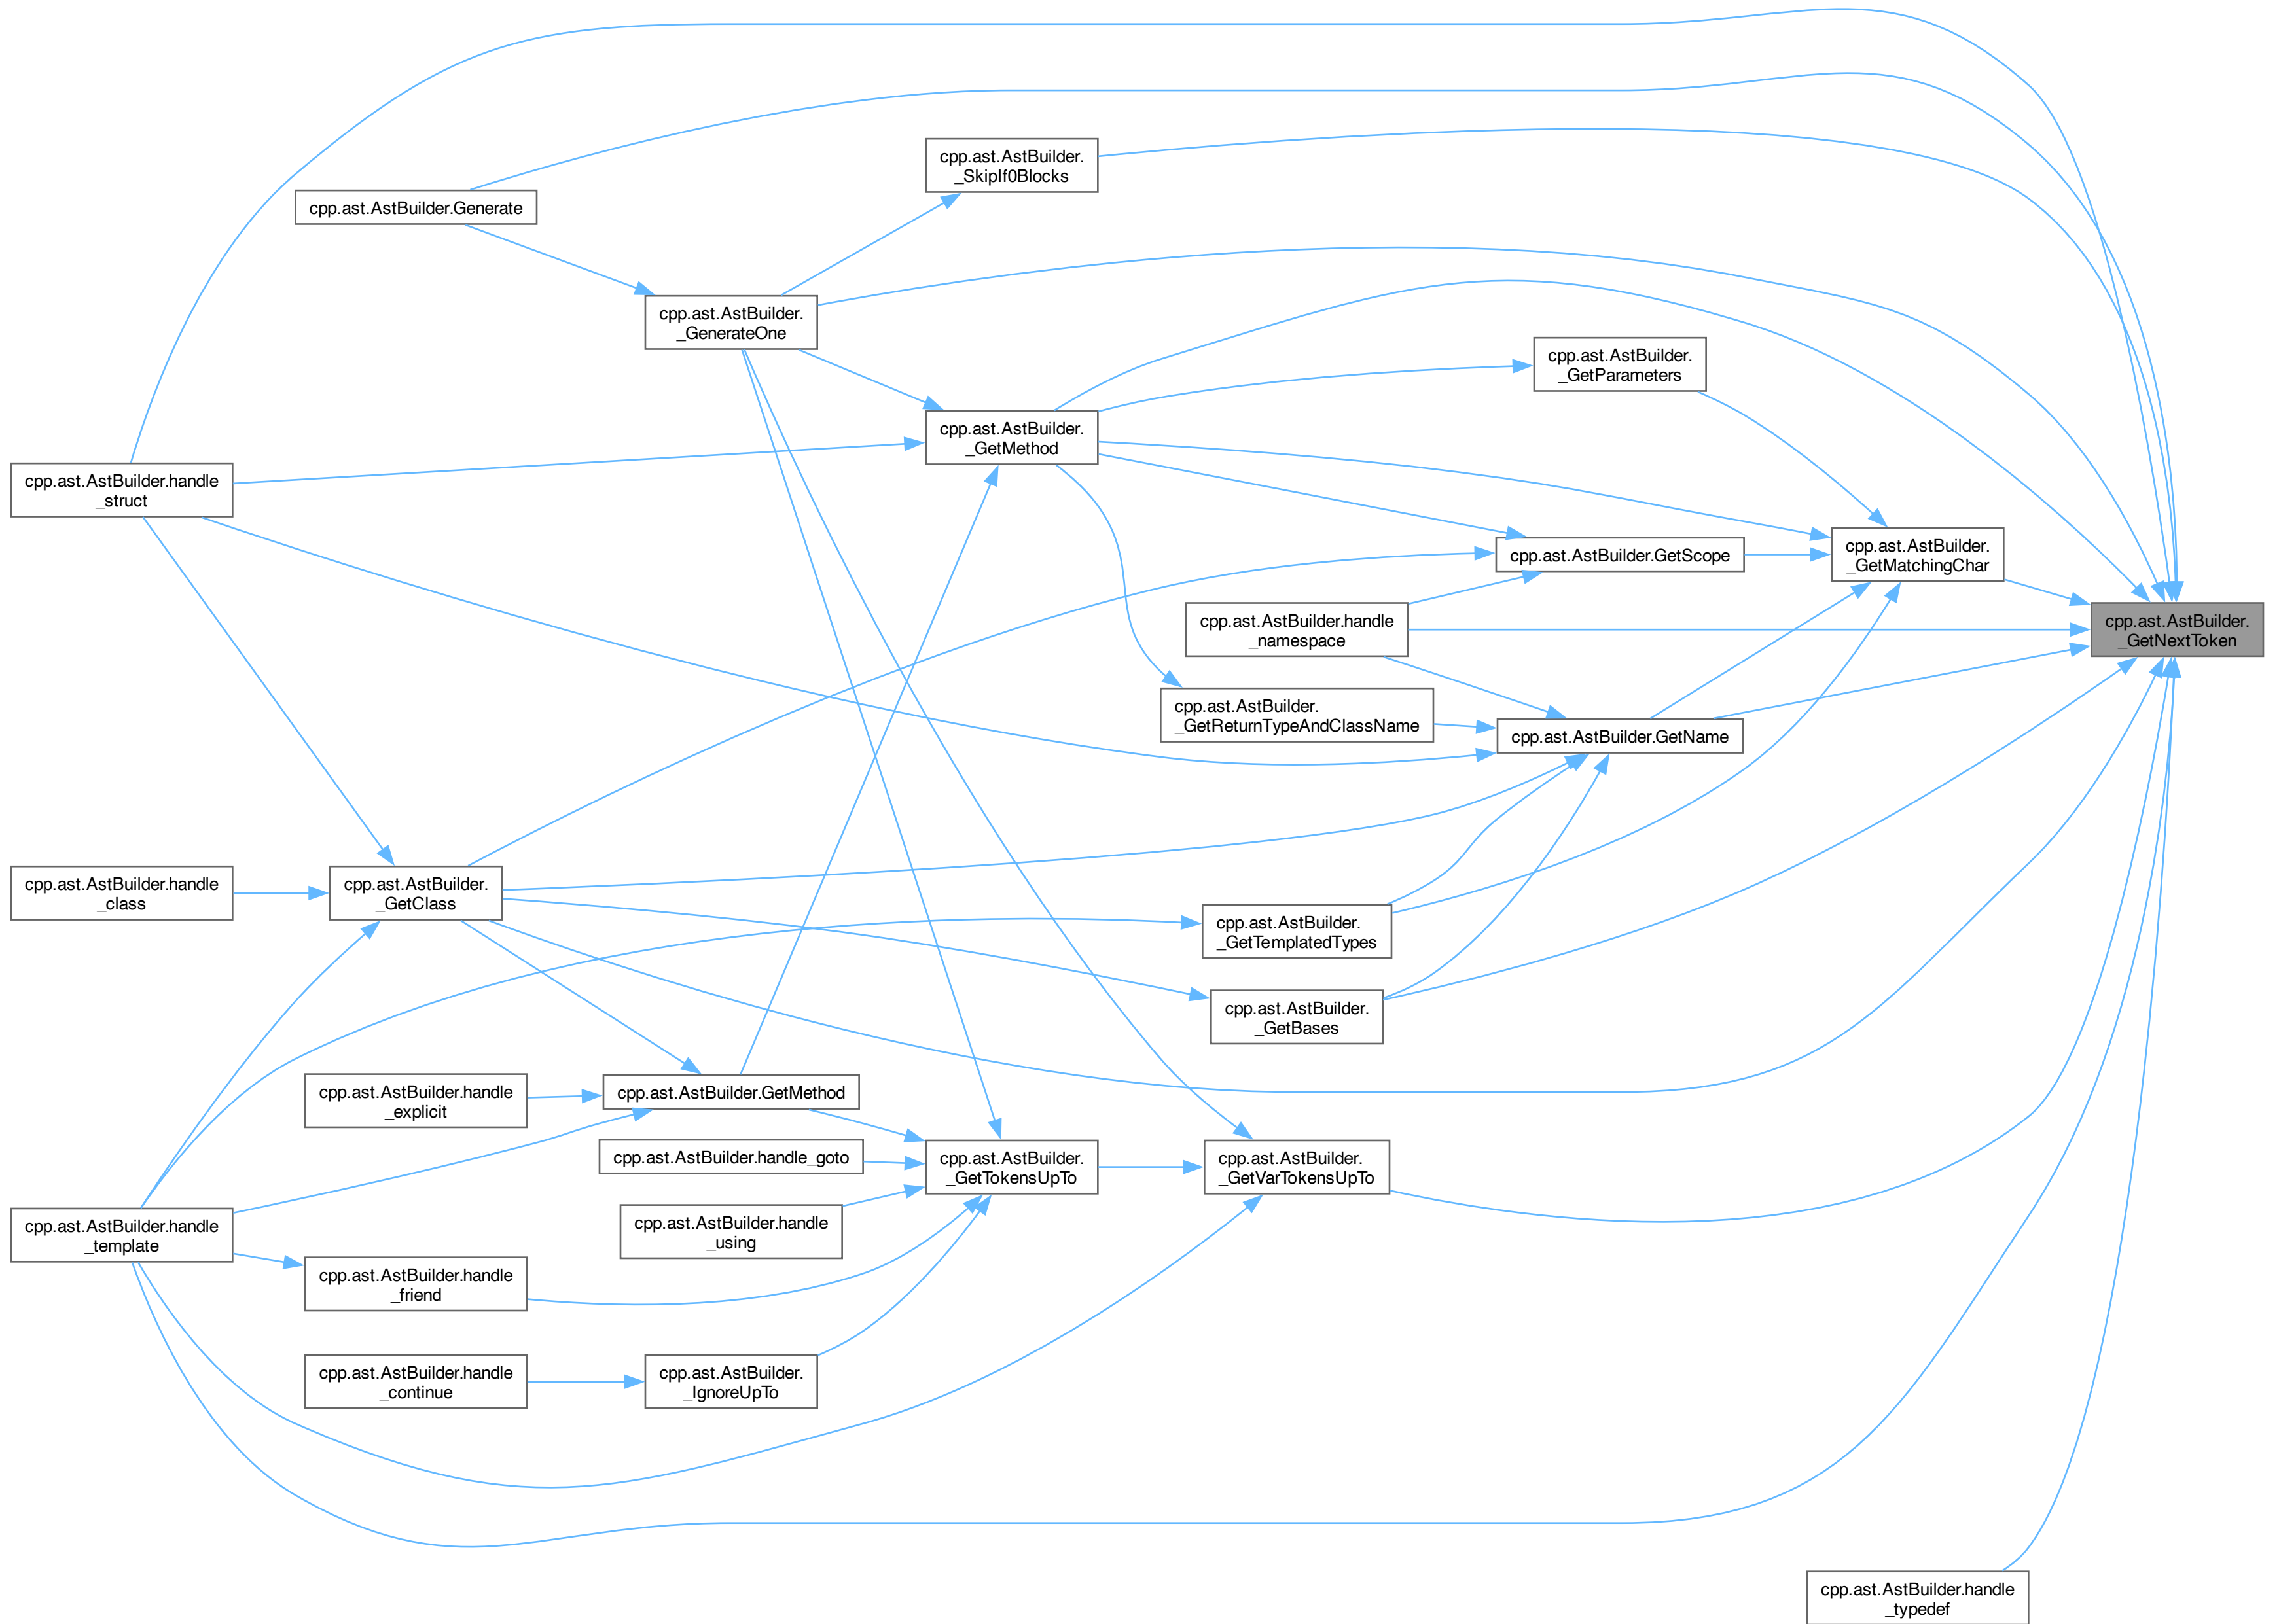 cpp.ast.AstBuilder.
_SkipIf0Blocks
cpp.ast.AstBuilder.Generate
cpp.ast.AstBuilder.
_GenerateOne
cpp.ast.AstBuilder.
_GetParameters
cpp.ast.AstBuilder.
_GetMethod
cpp.ast.AstBuilder.handle
_struct
cpp.ast.AstBuilder.GetScope
cpp.ast.AstBuilder.
_GetMatchingChar
cpp.ast.AstBuilder.handle
_namespace
cpp.ast.AstBuilder.
_GetNextToken
cpp.ast.AstBuilder.
_GetReturnTypeAndClassName
cpp.ast.AstBuilder.GetName
cpp.ast.AstBuilder.handle
_class
cpp.ast.AstBuilder.
_GetClass
cpp.ast.AstBuilder.
_GetTemplatedTypes
cpp.ast.AstBuilder.
_GetBases
cpp.ast.AstBuilder.handle
_explicit
cpp.ast.AstBuilder.GetMethod
cpp.ast.AstBuilder.handle_goto
cpp.ast.AstBuilder.
_GetTokensUpTo
cpp.ast.AstBuilder.
_GetVarTokensUpTo
cpp.ast.AstBuilder.handle
_using
cpp.ast.AstBuilder.handle
_template
cpp.ast.AstBuilder.handle
_friend
cpp.ast.AstBuilder.handle
_continue
cpp.ast.AstBuilder.
_IgnoreUpTo
cpp.ast.AstBuilder.handle
_typedef